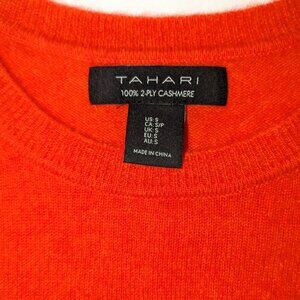 TAHARI
100% 2-PLY CASHMERE
US: S
CA: S/P
UK: S
EU: S
AU: S
MADE IN CHINA